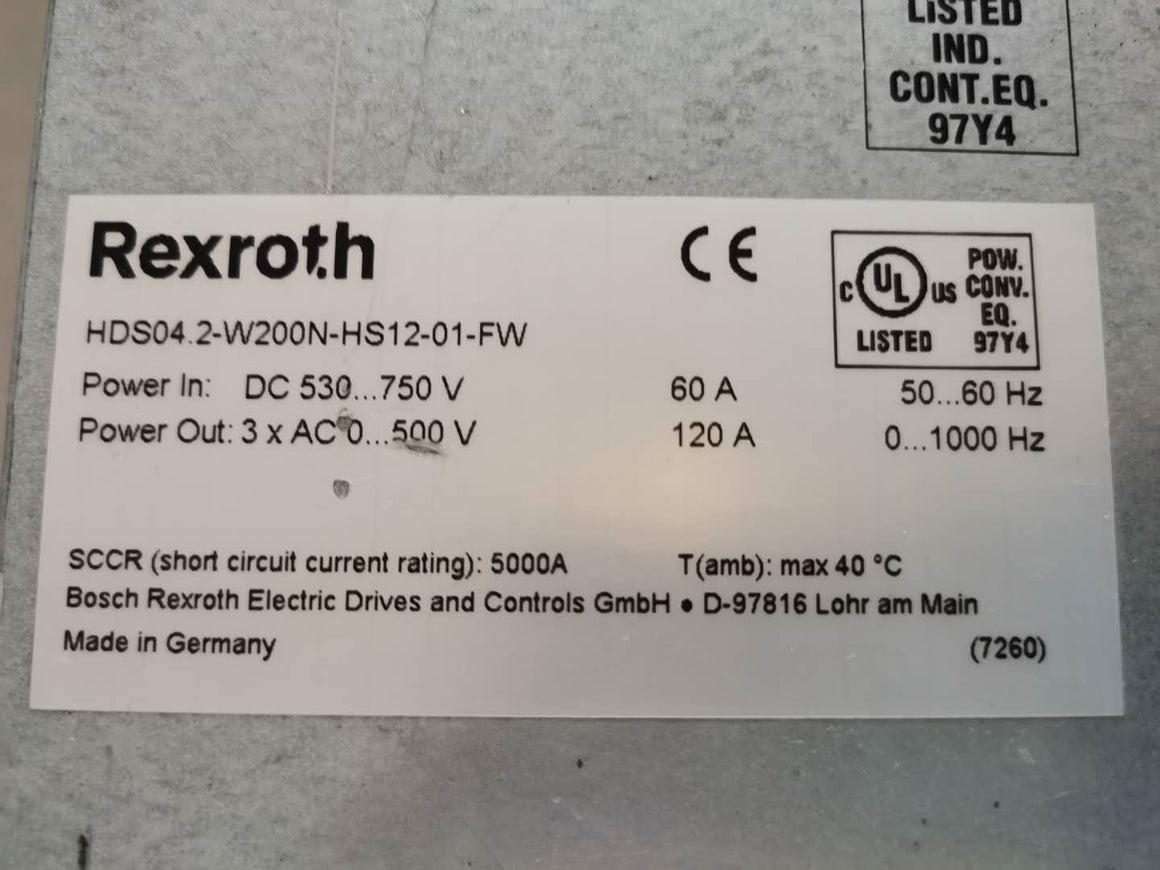 LISTED
IND.
CONT.EQ.
97Y4
Rexroth
CE
HDS04.2-W200N-HS12-01-FW
C UL US
LISTED
POW.
CONV.
EQ.
97Y4
Power In: DC 530...750 V 60 A 50...60 Hz
Power Out: 3 x AC 0...500 V 120 A 0...1000 Hz
SCCR (short circuit current rating): 5000A T(amb): max 40 °C
Bosch Rexroth Electric Drives and Controls GmbH • D-97816 Lohr am Main
Made in Germany (7260)